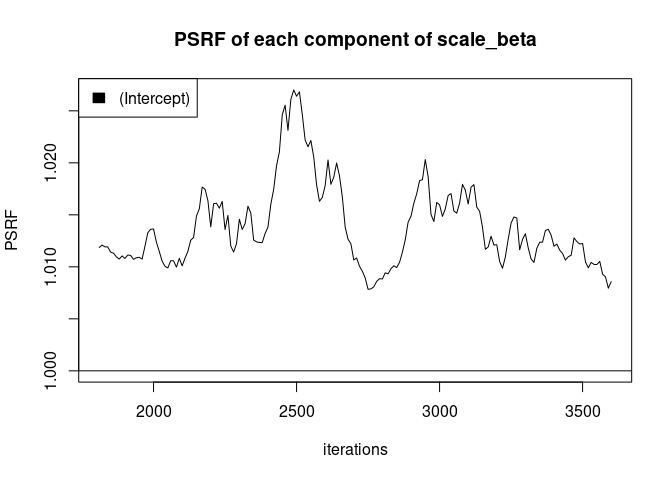 PSRF of each component of scale_beta
(Intercept)
PSRF
1.020
1.010
1.000
2000 2500 3000 3500
iterations